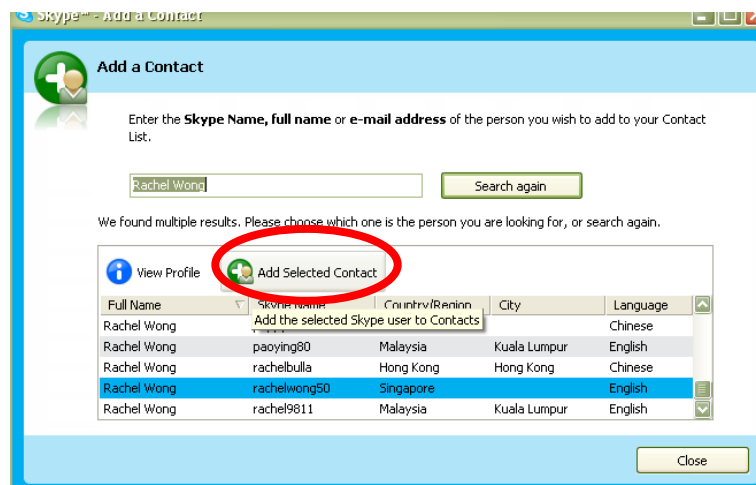 Skype™ - Add a Contact
Add a Contact
Enter the Skype Name, full name or e-mail address of the person you wish to add to your Contact
List.
Rachel Wong
Search again
We found multiple results. Please choose which one is the person you are looking for, or search again.
View Profile Add Selected Contact
Full Name Skype Name Country/Region City Language
Add the selected Skype user to Contacts
Rachel Wong Chinese
Rachel Wong paoying80 Malaysia Kuala Lumpur English
Rachel Wong rachelbulla Hong Kong Hong Kong Chinese
Rachel Wong rachelwong50 Singapore English
Rachel Wong rachel9811 Malaysia Kuala Lumpur English
Close